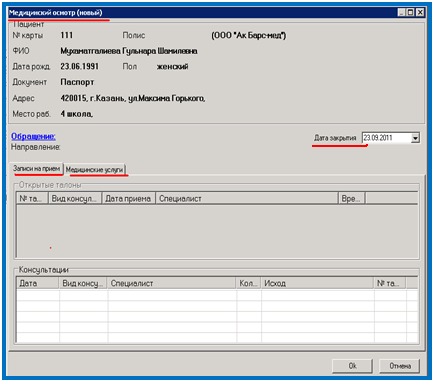 Медицинский осмотр (новый)
Пациент
№ карты 111 Полис (ООО "Ак Барс-мед")
ФИО Мухаматгалиева Гульнара Шамилевна
Дата рожд. 23.06.1991 Пол женский
Документ Паспорт
Адрес 420015, г.Казань, ул.Максима Горького,
Место раб. 4 школа,
Обращение: Дата закрытия 23.09.2011
Направление:
Записи на прием Медицинские услуги
Открытые талоны
№ та... Вид консул... Дата приема Специалист Вре...
Консультации
Дата Вид консу... Специалист Кол... Исход № та...
Ok Отмена